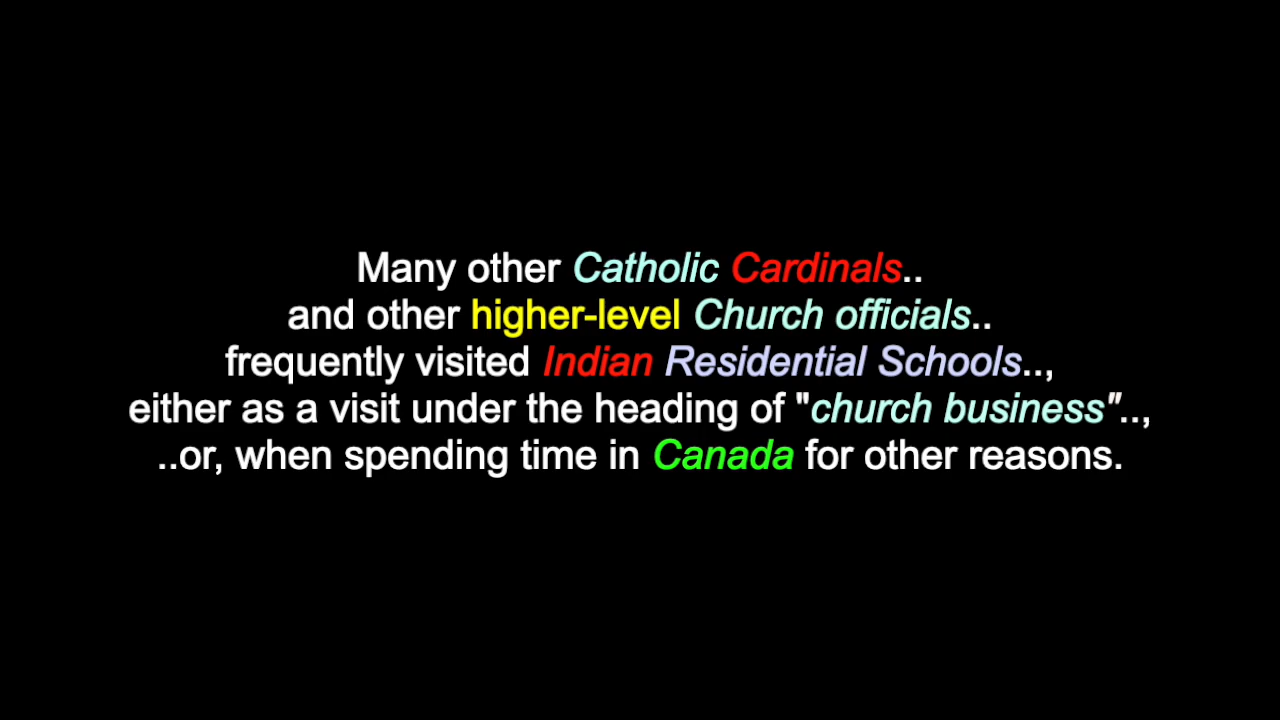 Many other Catholic Cardinals..
and other higher-level Church officials..
frequently visited Indian Residential Schools..,
either as a visit under the heading of "church business"..,
..or, when spending time in Canada for other reasons.